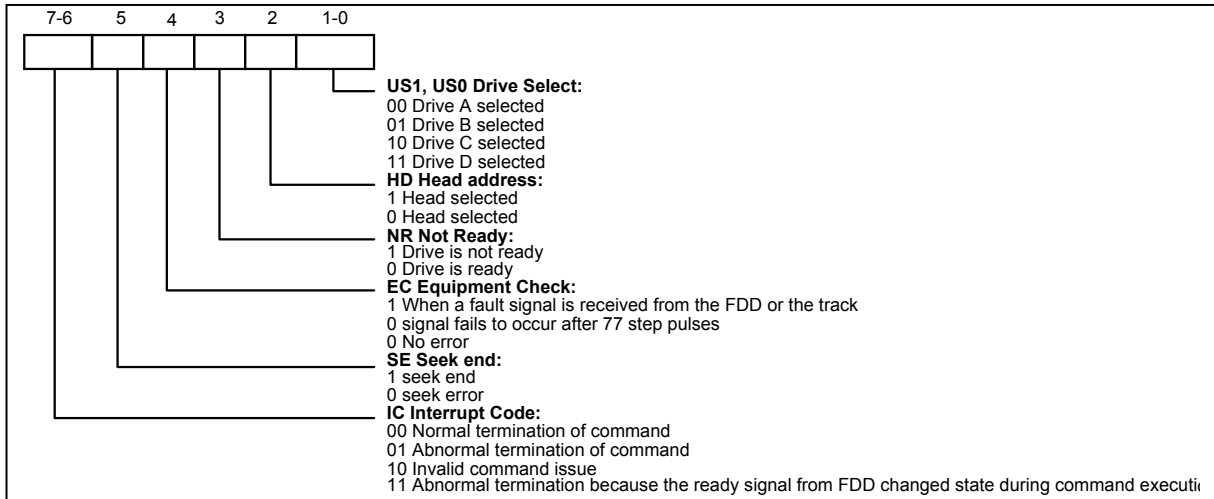 7-6 5 4 3 2 1-0
US1, US0 Drive Select:
00 Drive A selected
01 Drive B selected
10 Drive C selected
11 Drive D selected
HD Head address:
1 Head selected
0 Head selected
NR Not Ready:
1 Drive is not ready
0 Drive is ready
EC Equipment Check:
1 When a fault signal is received from the FDD or the track
0 signal fails to occur after 77 step pulses
0 No error
SE Seek end:
1 seek end
0 seek error
IC Interrupt Code:
00 Normal termination of command
01 Abnormal termination of command
10 Invalid command issue
11 Abnormal termination because the ready signal from FDD changed state during command